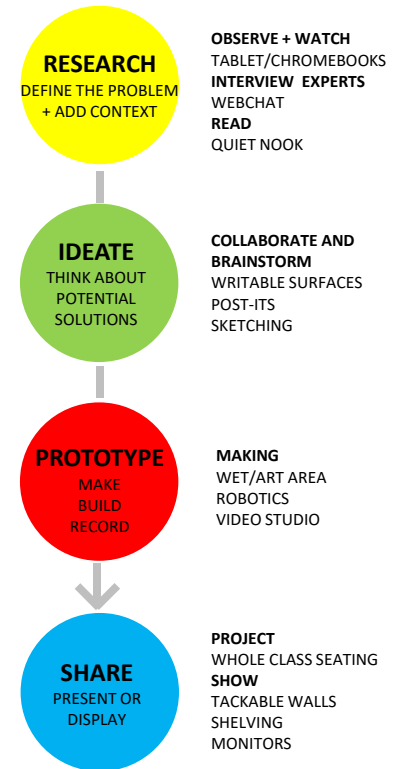 RESEARCH
DEFINE THE PROBLEM
+ ADD CONTEXT
OBSERVE + WATCH
TABLET/CHROMEBOOKS
INTERVIEW EXPERTS
WEBCHAT
READ
QUIET NOOK
IDEATE
THINK ABOUT
POTENTIAL
SOLUTIONS
COLLABORATE AND
BRAINSTORM
WRITABLE SURFACES
POST-ITS
SKETCHING
PROTOTYPE
MAKE
BUILD
RECORD
MAKING
WET/ART AREA
ROBOTICS
VIDEO STUDIO
SHARE
PRESENT OR
DISPLAY
PROJECT
WHOLE CLASS SEATING
SHOW
TACKABLE WALLS
SHELVING
MONITORS